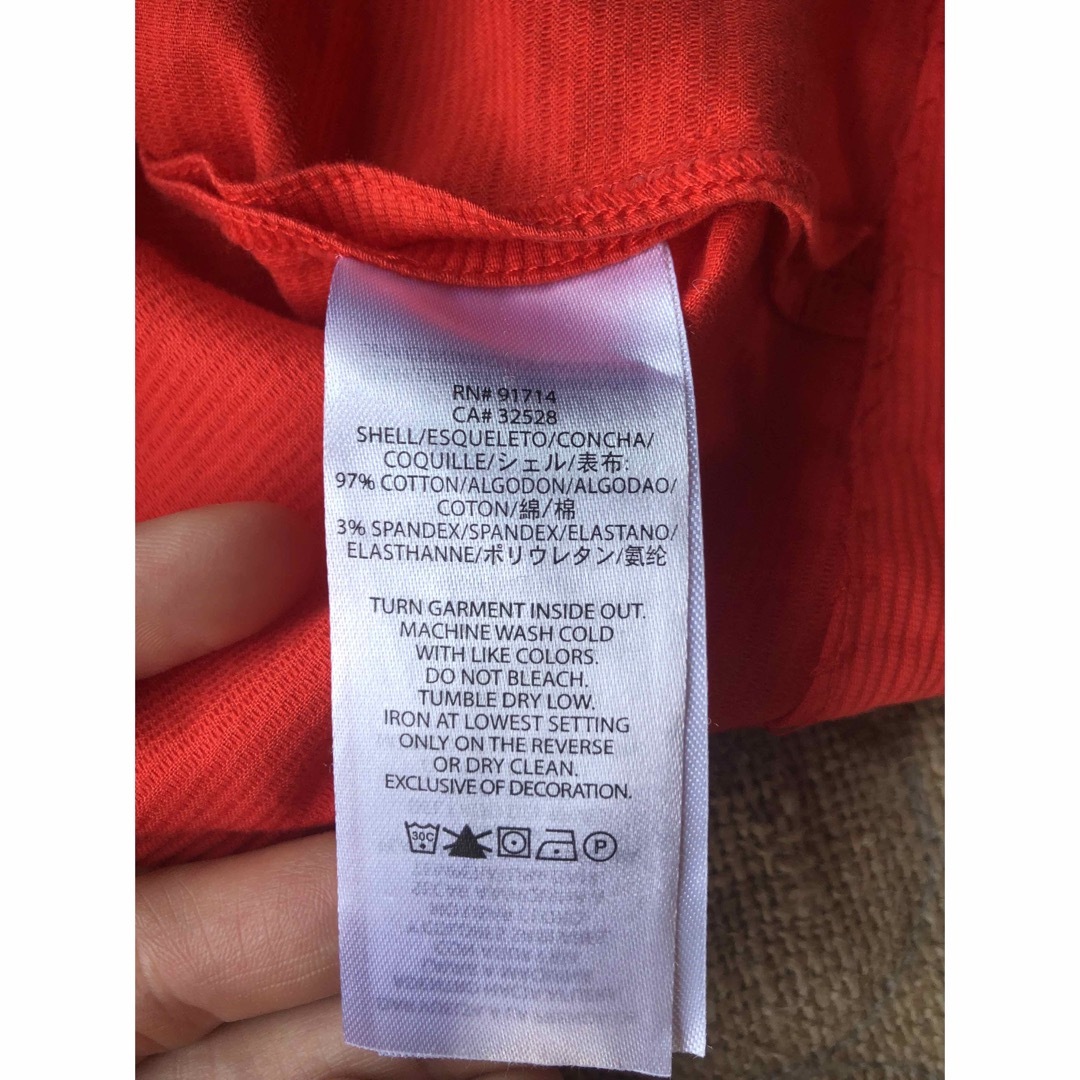 RN# 91714
CA# 32528
SHELL/ESQUELETO/CONCHA/
COQUILLE/シェル/表布:
97% COTTON/ALGODON/ALGODAO/
COTON/綿/棉
3% SPANDEX/SPANDEX/ELASTANO/
ELASTHANNE/ポリウレタン/氨纶
TURN GARMENT INSIDE OUT.
MACHINE WASH COLD
WITH LIKE COLORS.
DO NOT BLEACH.
TUMBLE DRY LOW.
IRON AT LOWEST SETTING
ONLY ON THE REVERSE
OR DRY CLEAN.
EXCLUSIVE OF DECORATION.
30C P